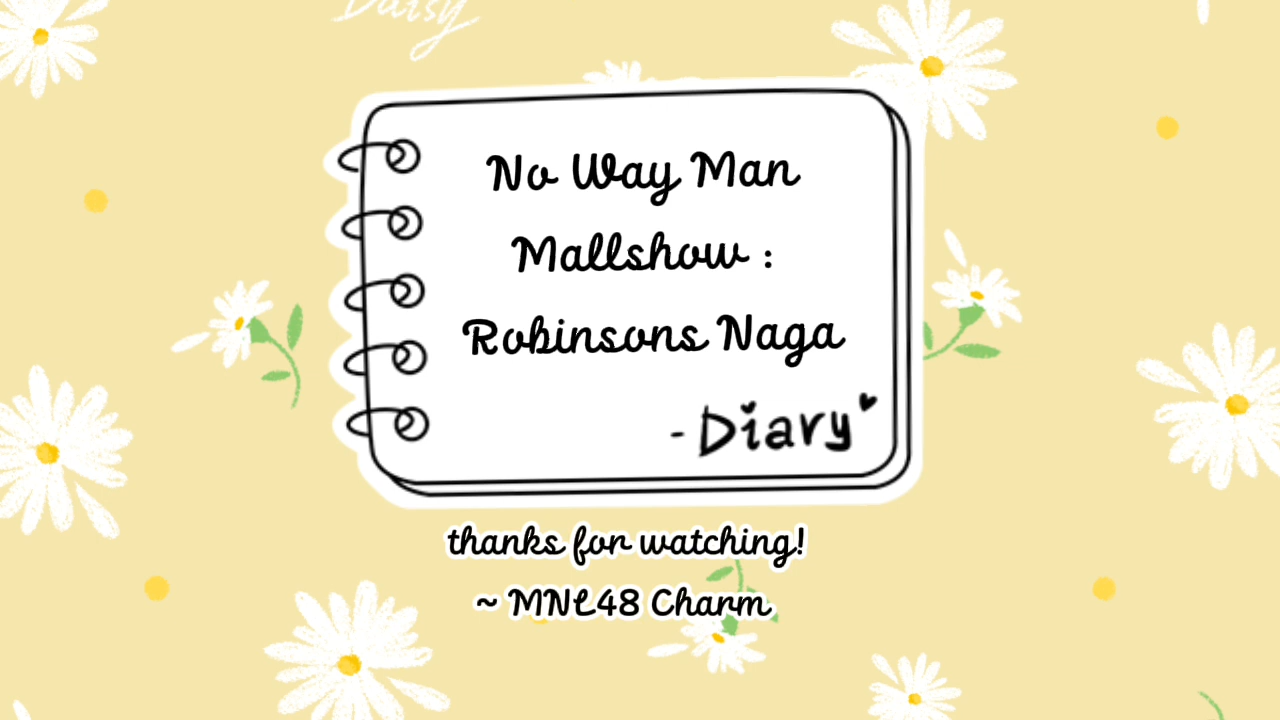 Daisy
No Way Man
Mallshow :
Robinsons Naga
- Diary
thanks for watching!
~ MNL48 Charm